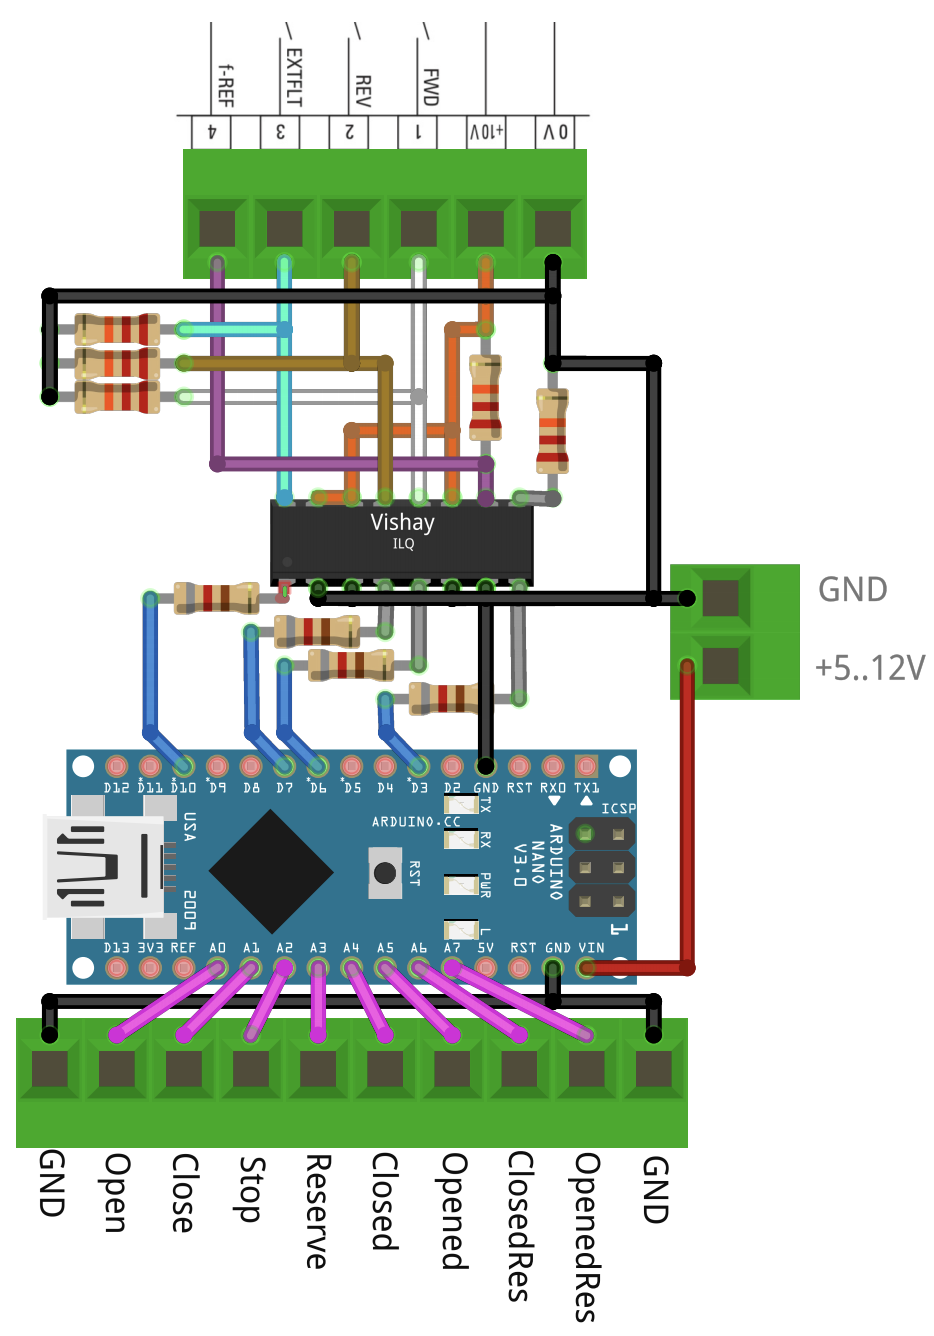 f-REF
EXTFLT
REV
FWD
4
3
2
1
+10V
0 V
Vishay
ILQ
GND
+5..12V
D12
*D11
*D10
*D9
D8
D7
*D6
*D5
D4
*D3
D2
GND
RST
RX0
TX1
TX
RX
PWR
L
ICSP
USA
2009
ARDUINO.CC
RST
ARDUINO
NANO
V3.0
1
D13
3V3
REF
A0
A1
A2
A3
A4
A5
A6
A7
5V
RST
GND
VIN
GND
Open
Close
Stop
Reserve
Closed
Opened
ClosedRes
OpenedRes
GND